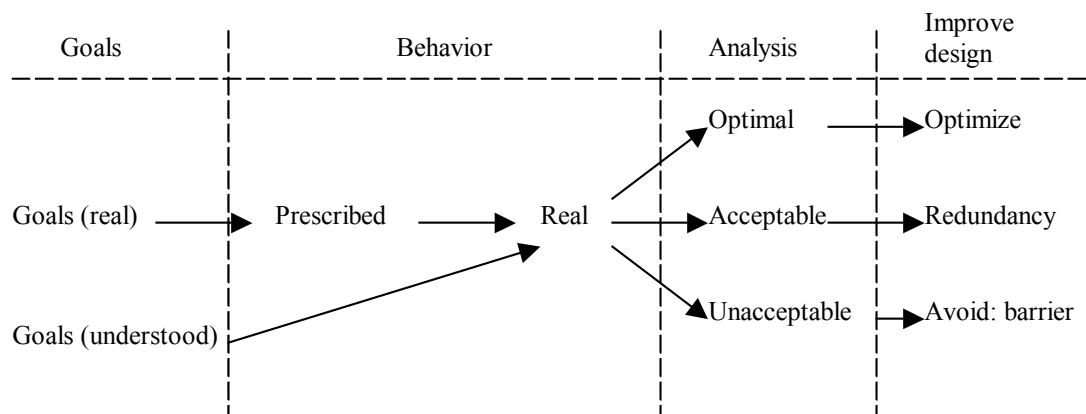 Goals
Behavior
Analysis
Improve
design
Optimal
Optimize
Goals (real)
Prescribed
Real
Acceptable
Redundancy
Goals (understood)
Unacceptable
Avoid: barrier